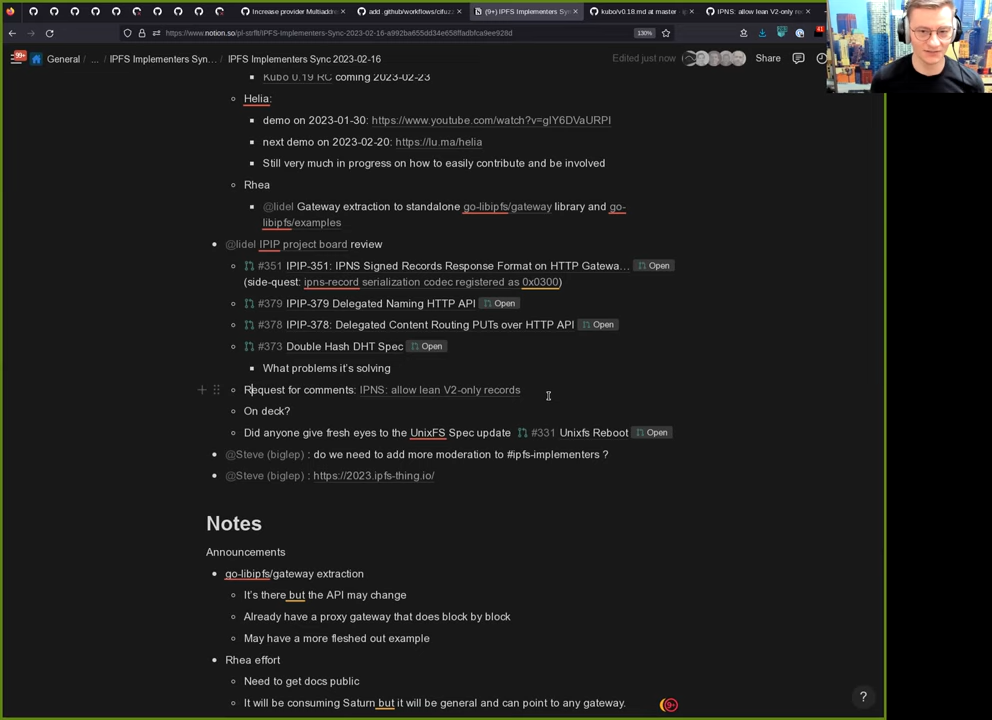 Increase provider Multiaddre
add .github/workflows/cifuzz
(9+) IPFS Implementers Syn
kubo/v0.18.md at master
IPNS: allow lean V2-only re
https://www.notion.so/pl-strflt/IPFS-Implementers-Sync-2023-02-16-a992ba655dd34e658ffadbfca9ee928d
130%
41
99+
General / ... / IPFS Implementers Syn... / IPFS Implementers Sync 2023-02-16
Edited just now
Share
Kubo 0.19 RC coming 2023-02-23
Helia:
demo on 2023-01-30: https://www.youtube.com/watch?v=gIY6DVaURPI
next demo on 2023-02-20: https://lu.ma/helia
Still very much in progress on how to easily contribute and be involved
Rhea
@lidel Gateway extraction to standalone go-libipfs/gateway library and go-
libipfs/examples
@lidel IPIP project board review
#351 IPIP-351: IPNS Signed Records Response Format on HTTP Gatewa... Open
(side-quest: ipns-record serialization codec registered as 0x0300)
#379 IPIP-379 Delegated Naming HTTP API Open
#378 IPIP-378: Delegated Content Routing PUTs over HTTP API Open
#373 Double Hash DHT Spec Open
What problems it's solving
Request for comments: IPNS: allow lean V2-only records
On deck?
Did anyone give fresh eyes to the UnixFS Spec update #331 Unixfs Reboot Open
@Steve (biglep) : do we need to add more moderation to #ipfs-implementers ?
@Steve (biglep) : https://2023.ipfs-thing.io/
Notes
Announcements
go-libipfs/gateway extraction
It's there but the API may change
Already have a proxy gateway that does block by block
May have a more fleshed out example
Rhea effort
Need to get docs public
It will be consuming Saturn but it will be general and can point to any gateway.
9+
?